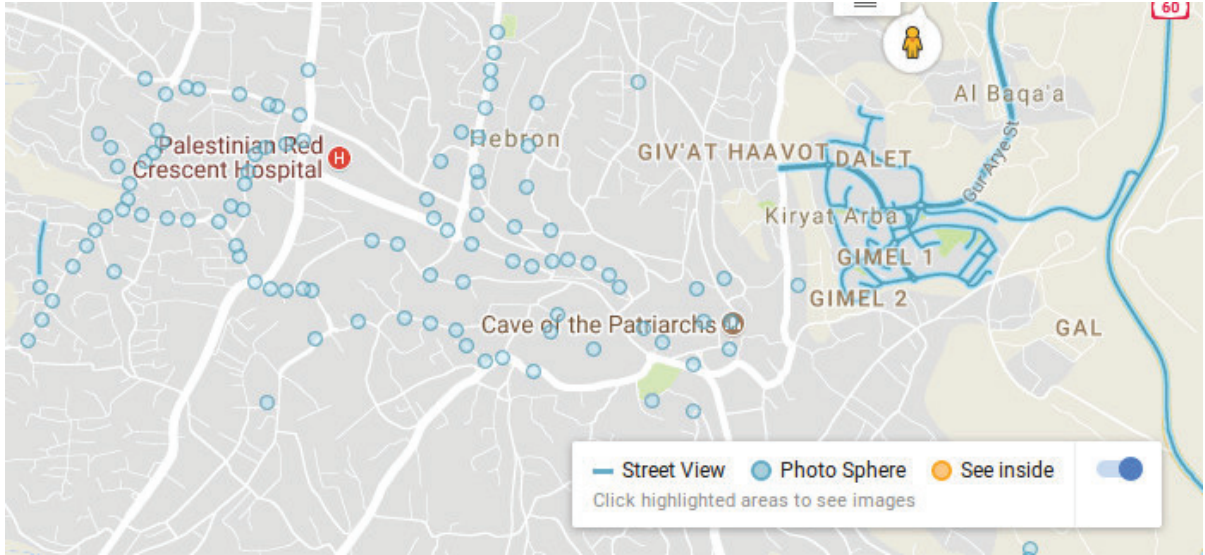 60
Al Baqa'a
Hebron
Palestinian Red
Crescent Hospital
H
GIV'AT HAAVOT
DALET
Gur Arye St
Kiryat Arba
GIMEL 1
GIMEL 2
Cave of the Patriarchs
GAL
Street View
Photo Sphere
See inside
Click highlighted areas to see images